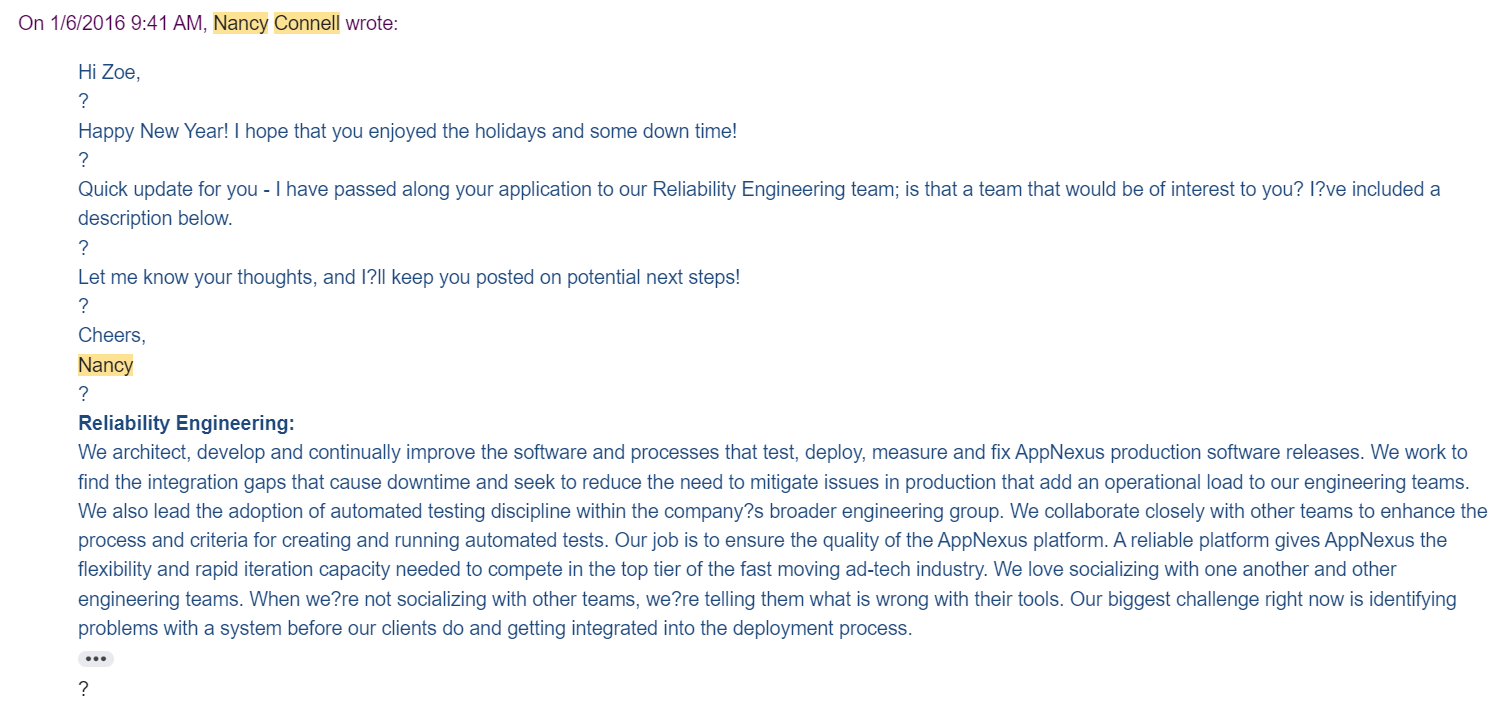 On 1/6/2016 9:41 AM, Nancy Connell wrote:
Hi Zoe,
?
Happy New Year! I hope that you enjoyed the holidays and some down time!
?
Quick update for you - I have passed along your application to our Reliability Engineering team; is that a team that would be of interest to you? I?ve included a
description below.
?
Let me know your thoughts, and I?ll keep you posted on potential next steps!
?
Cheers,
Nancy
?
Reliability Engineering:
We architect, develop and continually improve the software and processes that test, deploy, measure and fix AppNexus production software releases. We work to
find the integration gaps that cause downtime and seek to reduce the need to mitigate issues in production that add an operational load to our engineering teams.
We also lead the adoption of automated testing discipline within the company?s broader engineering group. We collaborate closely with other teams to enhance the
process and criteria for creating and running automated tests. Our job is to ensure the quality of the AppNexus platform. A reliable platform gives AppNexus the
flexibility and rapid iteration capacity needed to compete in the top tier of the fast moving ad-tech industry. We love socializing with one another and other
engineering teams. When we?re not socializing with other teams, we?re telling them what is wrong with their tools. Our biggest challenge right now is identifying
problems with a system before our clients do and getting integrated into the deployment process.
•••
?